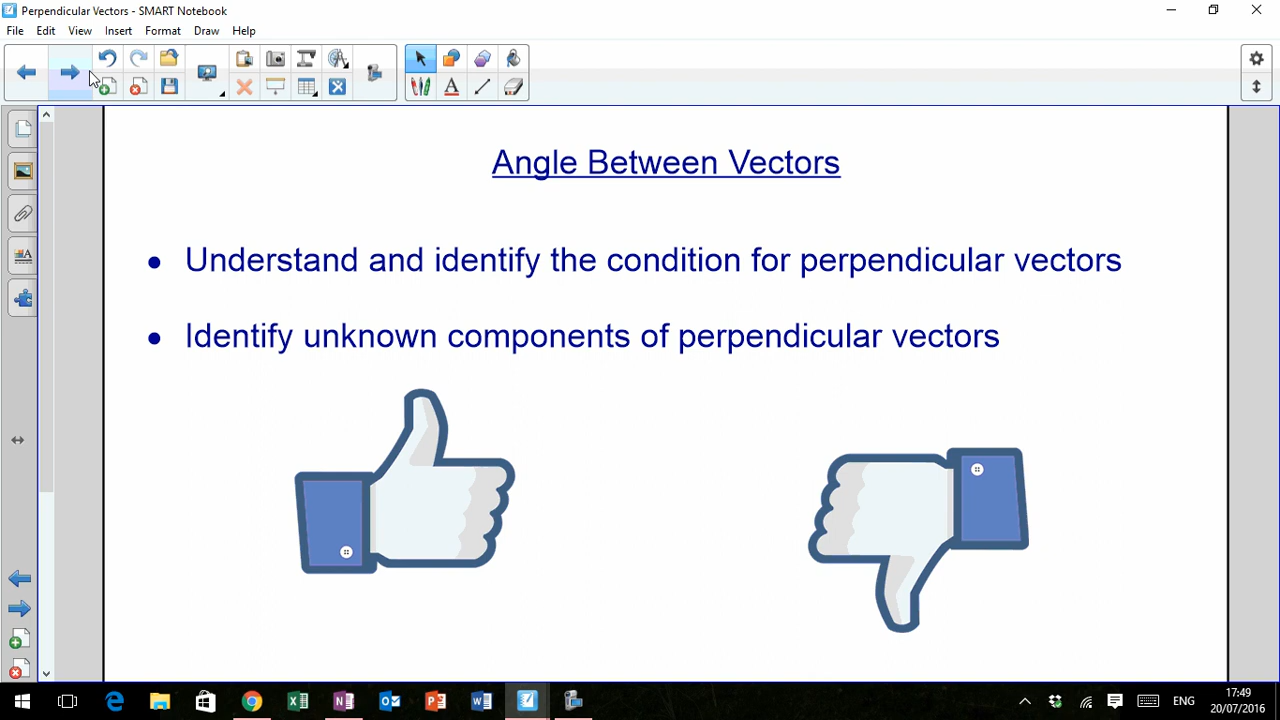 Perpendicular Vectors - SMART Notebook
File Edit View Insert Format Draw Help
Angle Between Vectors
● Understand and identify the condition for perpendicular vectors
● Identify unknown components of perpendicular vectors
ENG
17:49
20/07/2016